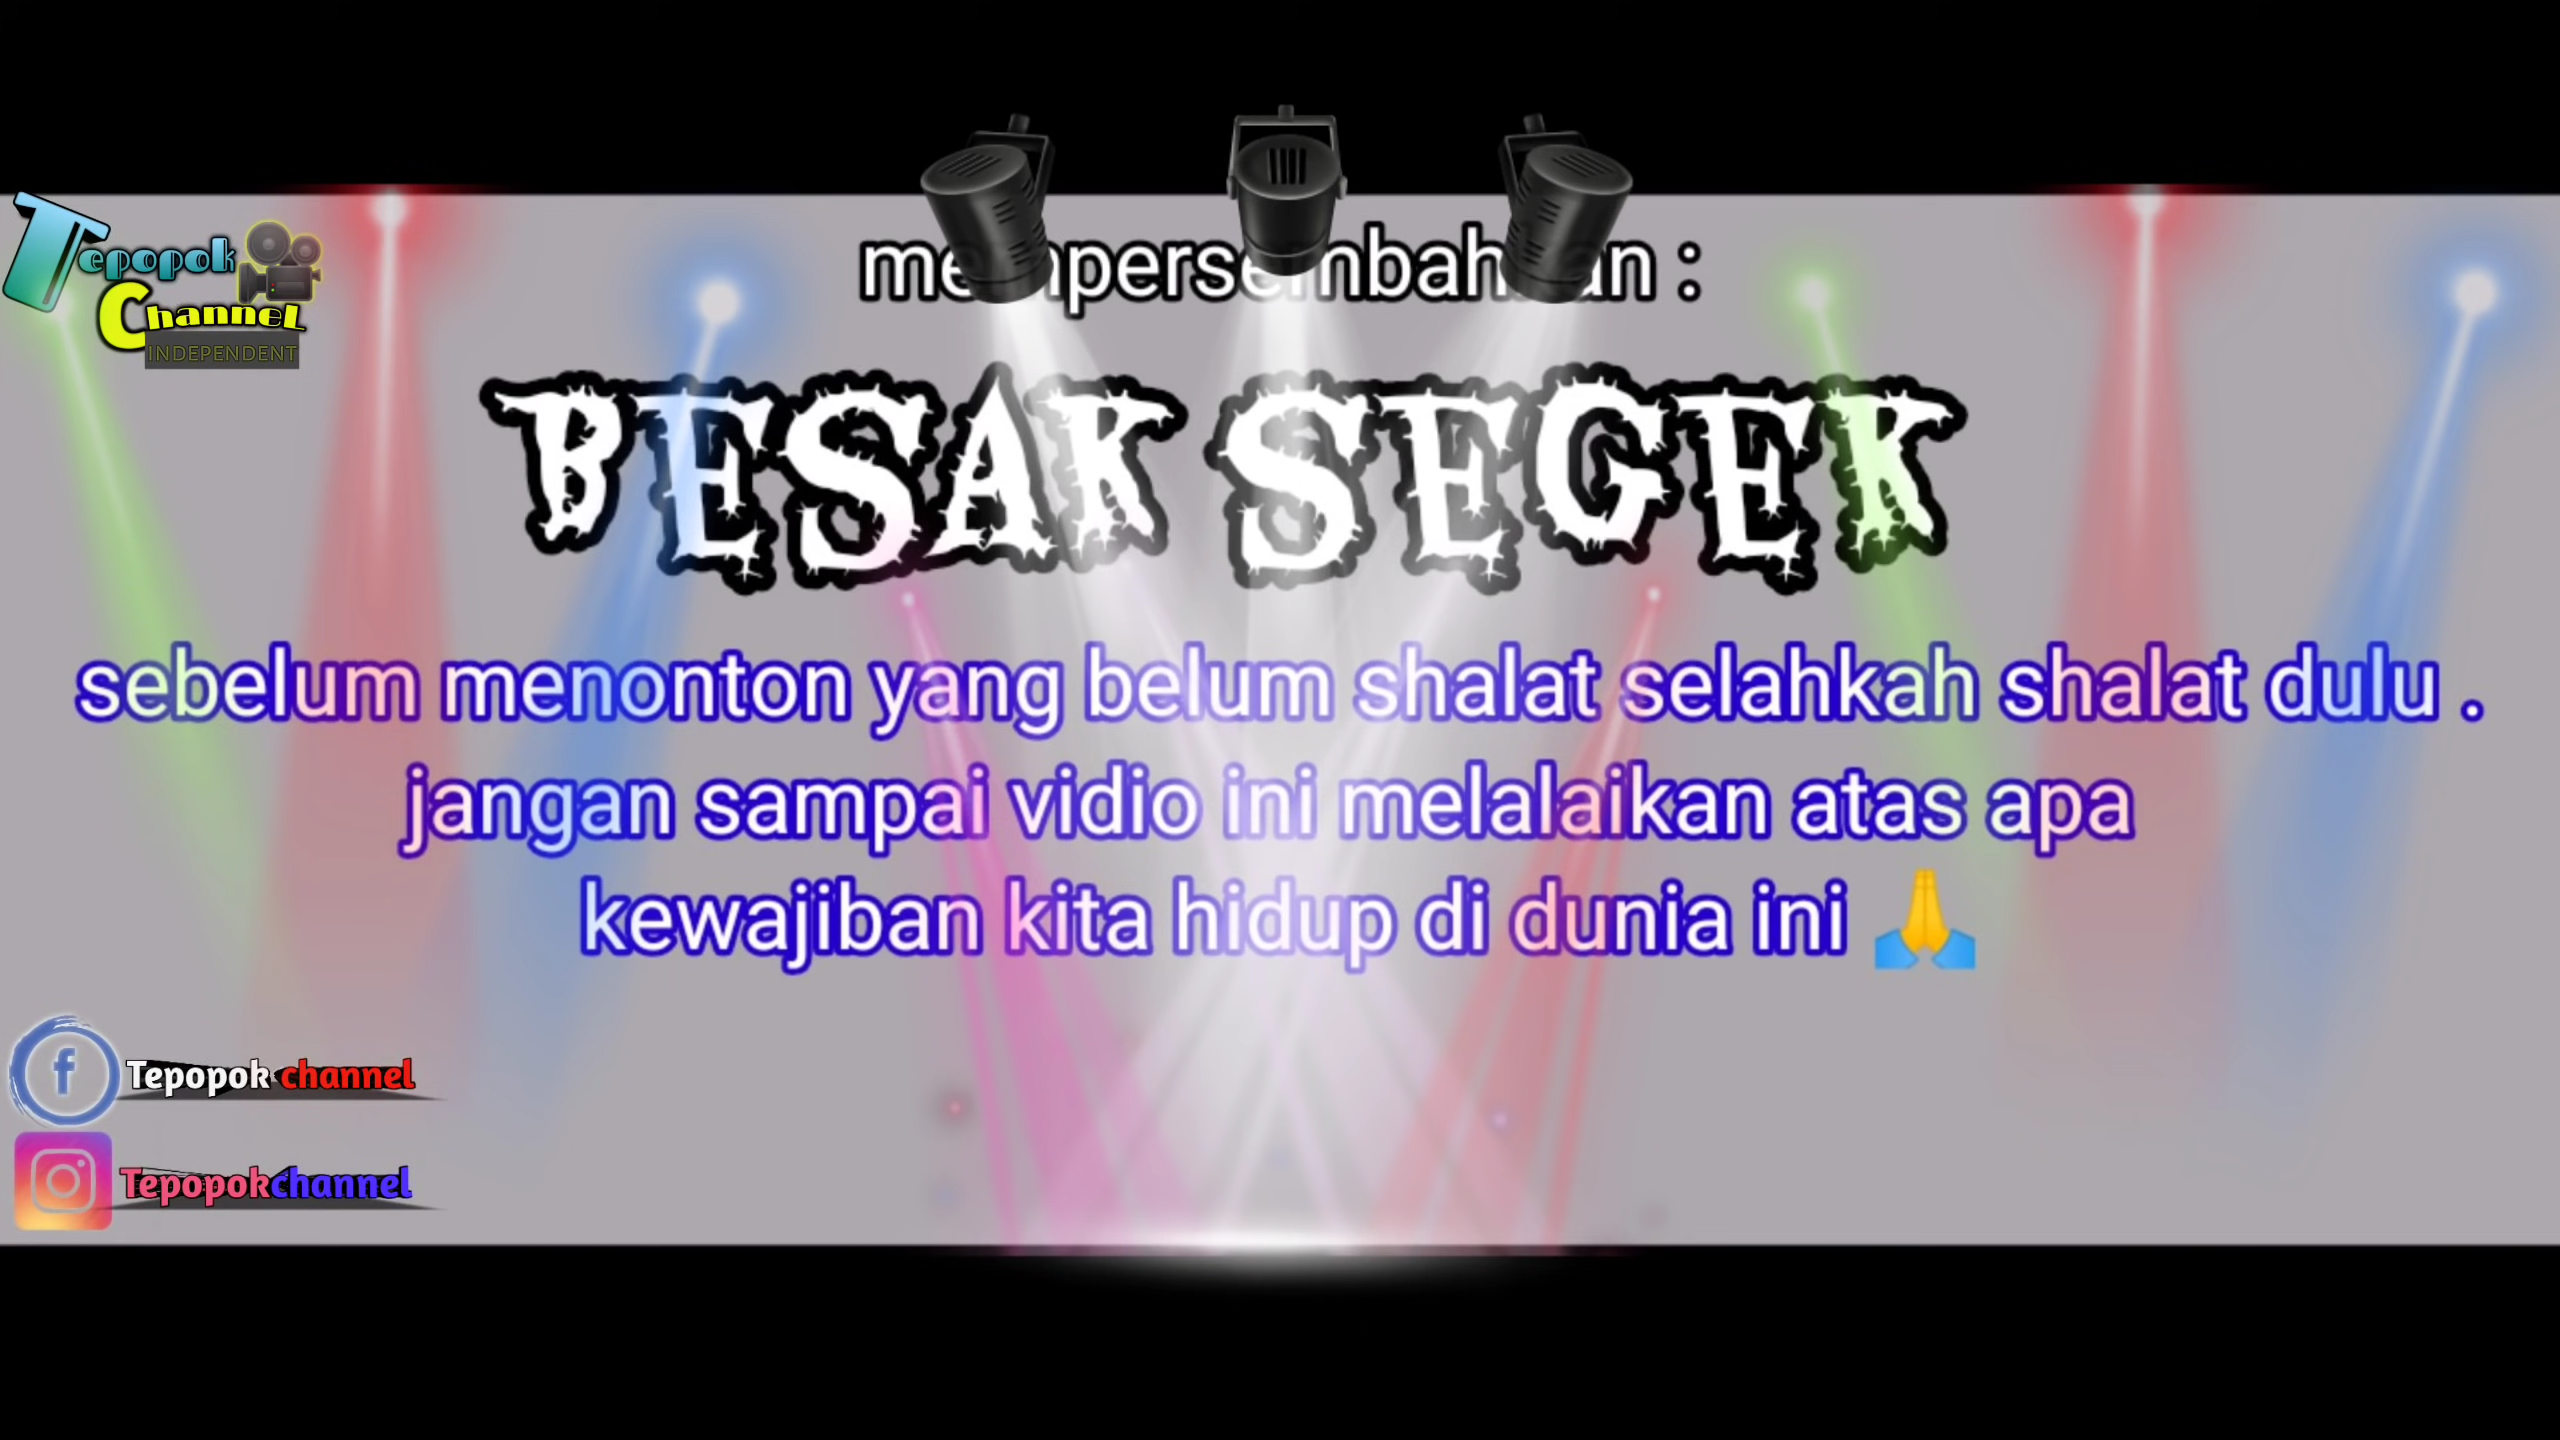 Tepopok
Channel
INDEPENDENT
mempersembahkan :
BESAK SEGEK
sebelum menonton yang belum shalat selahkah shalat dulu .
jangan sampai vidio ini melalaikan atas apa
kewajiban kita hidup di dunia ini 🙏
Tepopok channel
Tepopokchannel